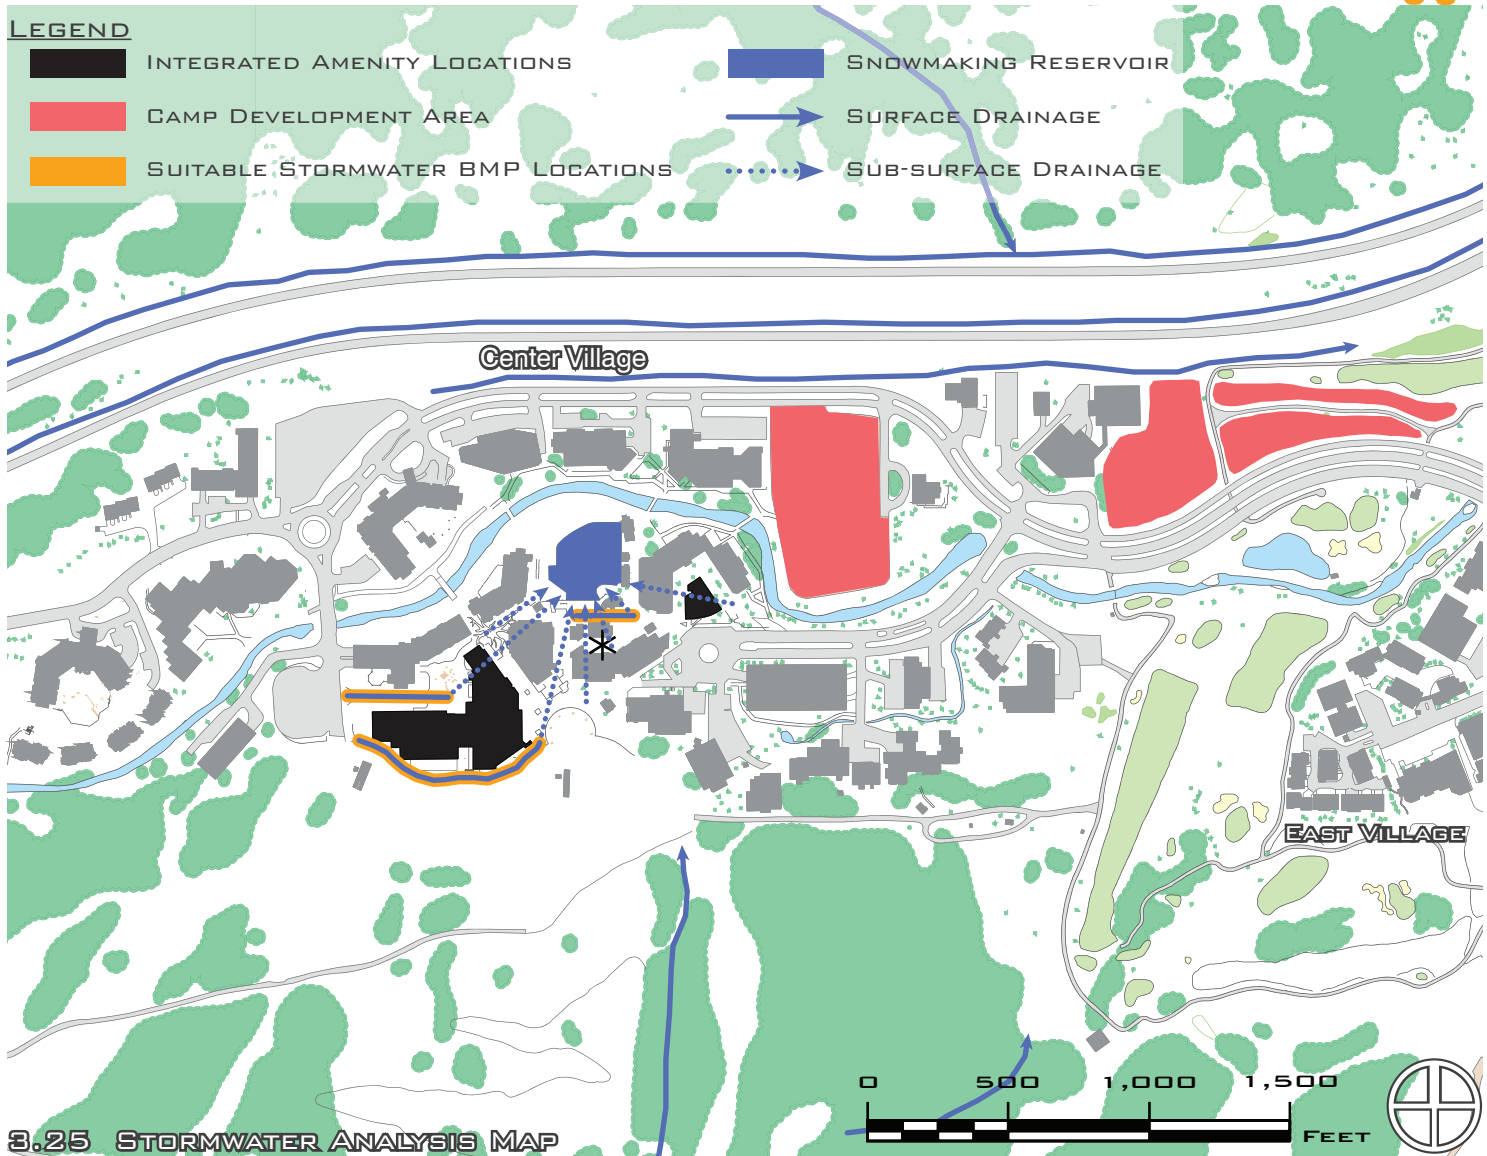 LEGEND
INTEGRATED AMENITY LOCATIONS
SNOWMAKING RESERVOIR
CAMP DEVELOPMENT AREA
SURFACE DRAINAGE
SUITABLE STORMWATER BMP LOCATIONS
SUB-SURFACE DRAINAGE
Center Village
EAST VILLAGE
0 500 1,000 1,500
FEET
3.25 STORMWATER ANALYSIS MAP